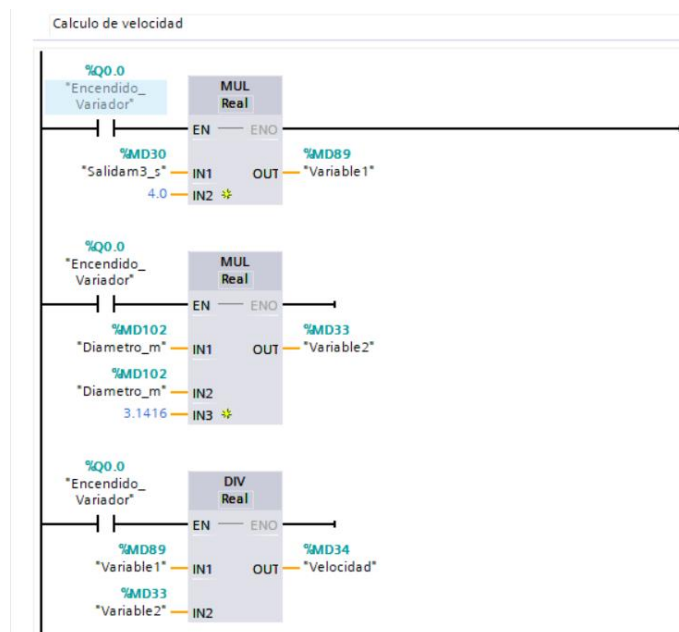 Calculo de velocidad
%Q0.0
"Encendido_
Variador"
MUL
Real
EN
ENO
%MD30
"Salidam3_s"
IN1
%MD89
OUT
"Variable1"
4.0
IN2
%Q0.0
"Encendido_
Variador"
MUL
Real
EN
ENO
%MD102
"Diametro_m"
IN1
%MD33
OUT
"Variable2"
%MD102
"Diametro_m"
IN2
3.1416
IN3
%Q0.0
"Encendido_
Variador"
DIV
Real
EN
ENO
%MD89
"Variable1"
IN1
%MD34
OUT
"Velocidad"
%MD33
"Variable2"
IN2